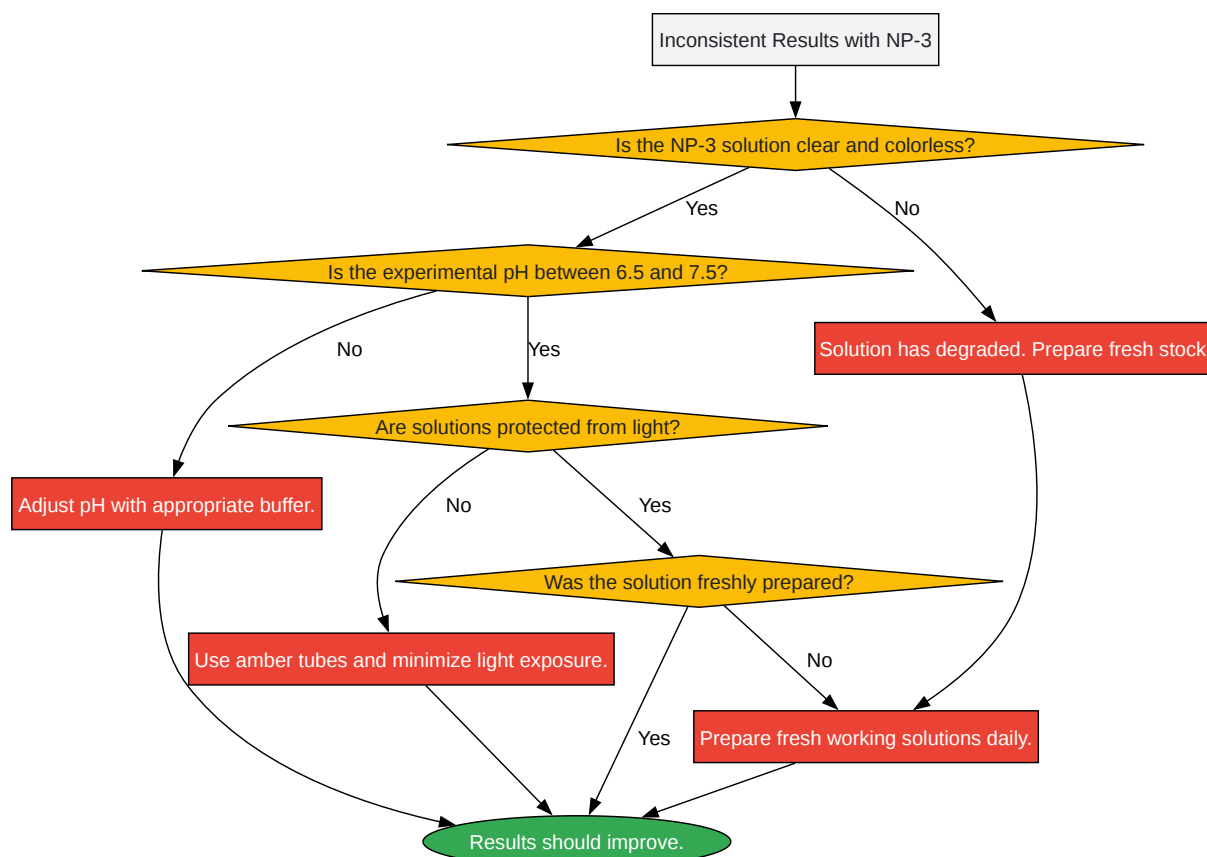 Inconsistent Results with NP-3
Is the NP-3 solution clear and colorless?
Yes
No
Is the experimental pH between 6.5 and 7.5?
No
Yes
Solution has degraded. Prepare fresh stock
Are solutions protected from light?
Adjust pH with appropriate buffer.
No
Yes
Was the solution freshly prepared?
Use amber tubes and minimize light exposure.
No
Yes
Prepare fresh working solutions daily.
Results should improve.